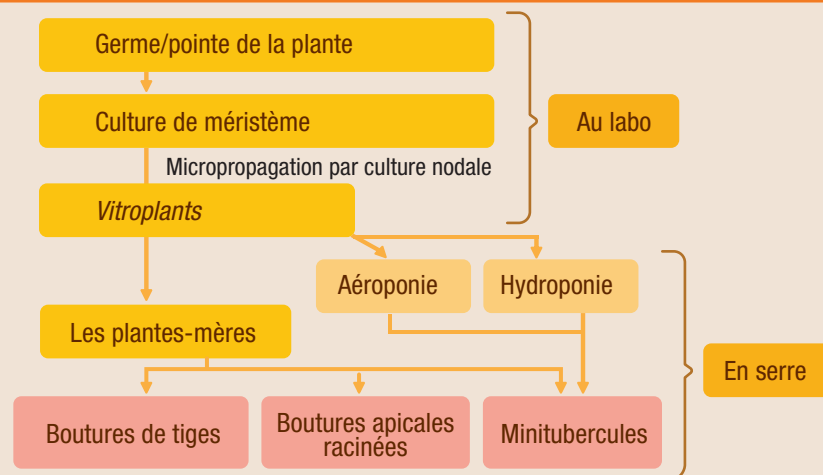 Germe/pointe de la plante
Culture de méristème
Au labo
Micropropagation par culture nodale
Vitroplants
Aéroponie
Hydroponie
Les plantes-mères
En serre
Boutures de tiges
Boutures apicales
racinées
Minitubercules